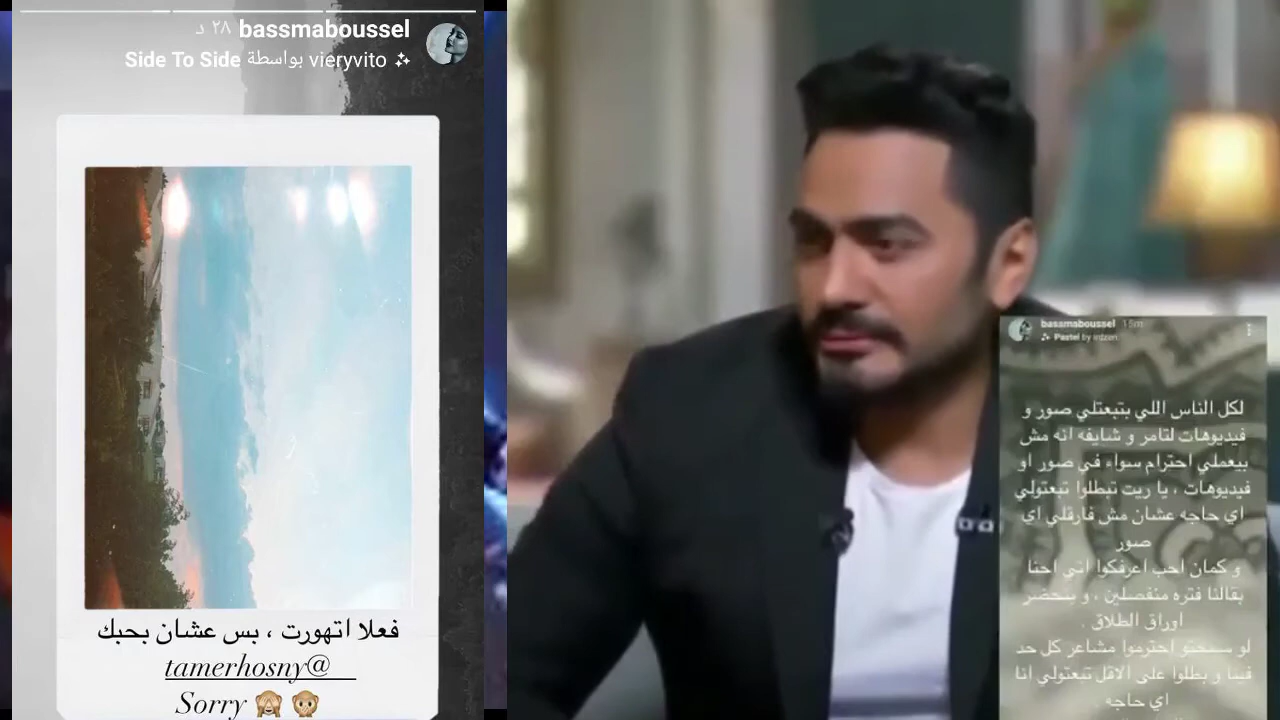 bassmaboussel ٢٨ د
Side To Side بواسطة vieryvito
فعلا اتهورت ، بس عشان بحبك
@tamerhosny
Sorry 🙈 🙊
bassmaboussel 15m
Pastel by
لكل الناس اللي بتبعتلي صور و
فيديوهات لتامر و شايفه انه مش
بيعملي احترام سواء في صور او
فيديوهات ، يا ريت تبطلوا تبعتولي
اي حاجه عشان مش فارقلي اي
صور
و كمان احب اعرفكوا اني احنا
بقالنا فتره منفصلين ، و بنحضر
اوراق الطلاق .
لو سمحتو احترموا مشاعر كل حد
فينا و بطلوا على الاقل تبعتولي انا
اي حاجه .